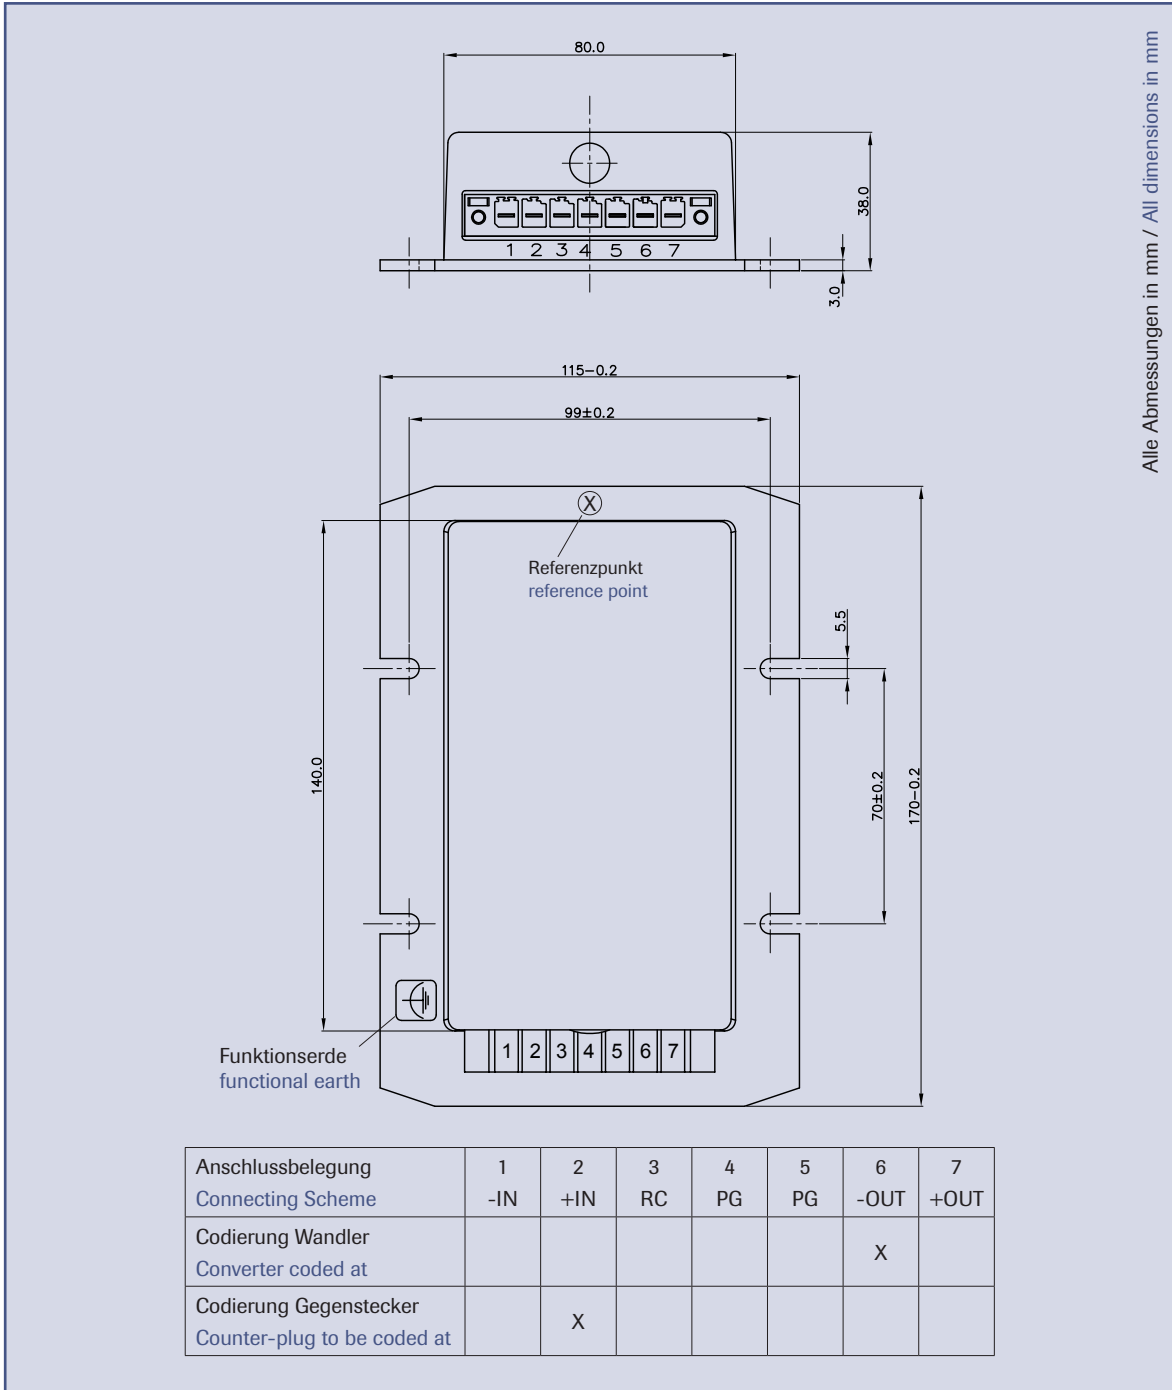 80.0
38.0
3.0
1 2 3 4 5 6 7
115-0.2
99±0.2
X
Referenzpunkt
reference point
5.5
140.0
70±0.2
170-0.2
1 2 3 4 5 6 7
Funktionserde
functional earth
Alle Abmessungen in mm / All dimensions in mm
Anschlussbelegung 1 2 3 4 5 6 7
Connecting Scheme -IN +IN RC PG PG -OUT +OUT
Codierung Wandler
Converter coded at X
Codierung Gegenstecker
Counter-plug to be coded at X